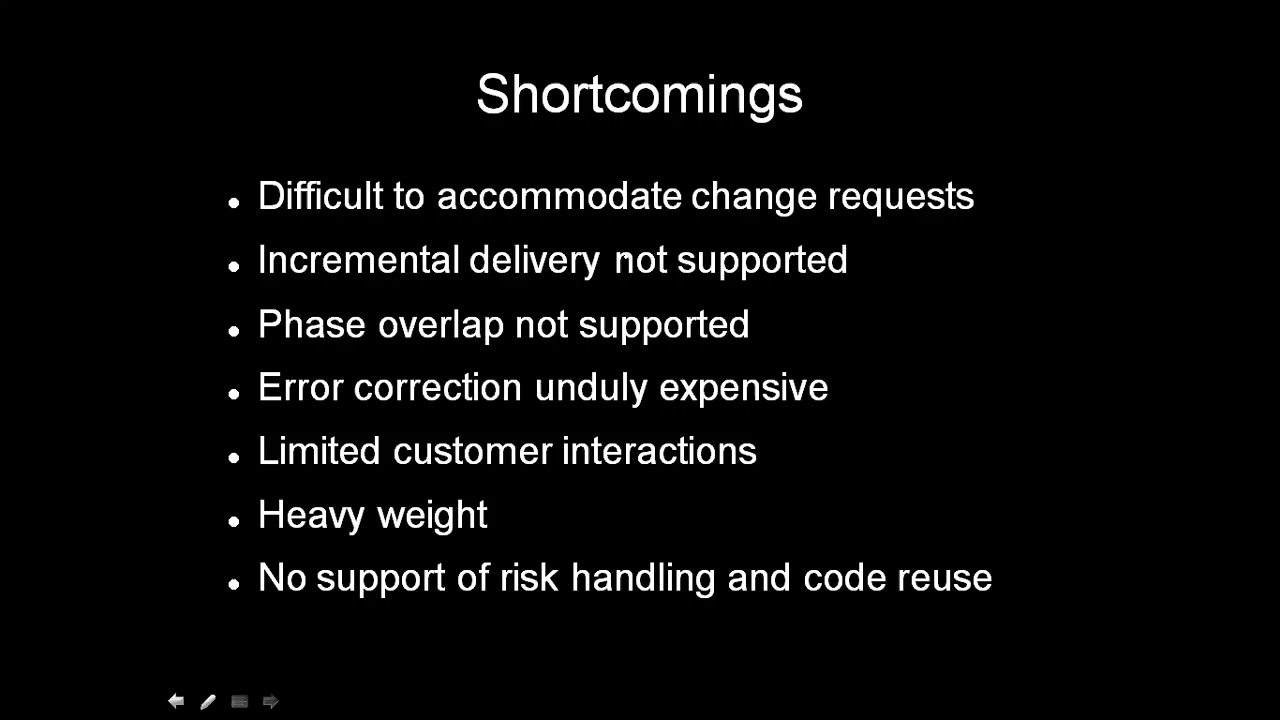 Shortcomings
• Difficult to accommodate change requests
• Incremental delivery not supported
• Phase overlap not supported
• Error correction unduly expensive
• Limited customer interactions
• Heavy weight
• No support of risk handling and code reuse